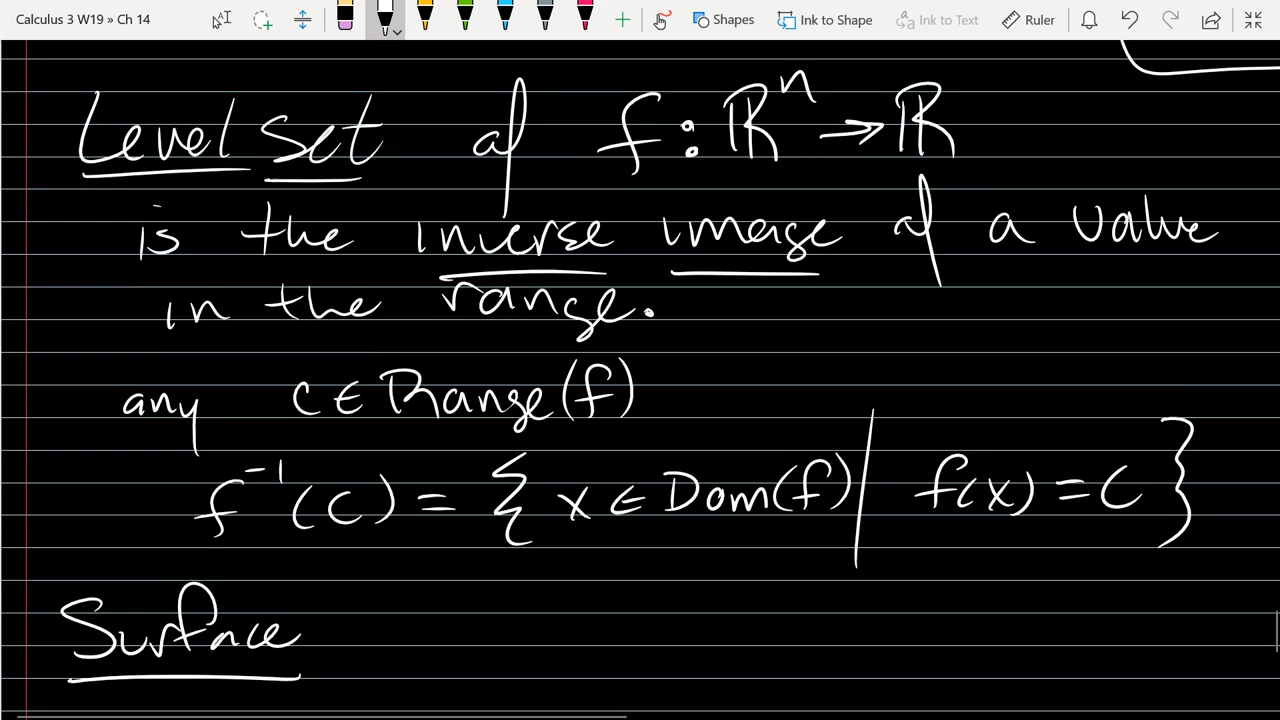 Calculus 3 W19 » Ch 14 Shapes Ink to Shape Ink to Text Ruler
Level set of f : ℝⁿ → ℝ
is the inverse image of a value
in the range.
any c ∈ Range(f)
f⁻¹(c) = { x ∈ Dom(f) | f(x) = c }
Surface